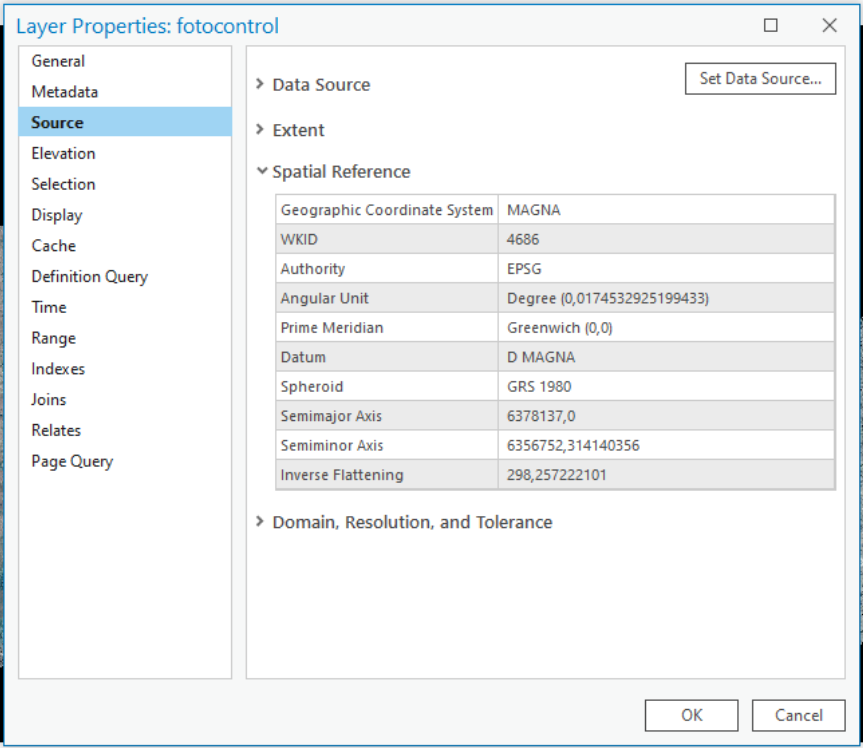 Layer Properties: fotocontrol
General
Metadata
Source
Elevation
Selection
Display
Cache
Definition Query
Time
Range
Indexes
Joins
Relates
Page Query
Data Source
Set Data Source...
Extent
Spatial Reference
Geographic Coordinate System MAGNA
WKID 4686
Authority EPSG
Angular Unit Degree (0,0174532925199433)
Prime Meridian Greenwich (0,0)
Datum D MAGNA
Spheroid GRS 1980
Semimajor Axis 6378137,0
Semiminor Axis 6356752,314140356
Inverse Flattening 298,257222101
Domain, Resolution, and Tolerance
OK Cancel